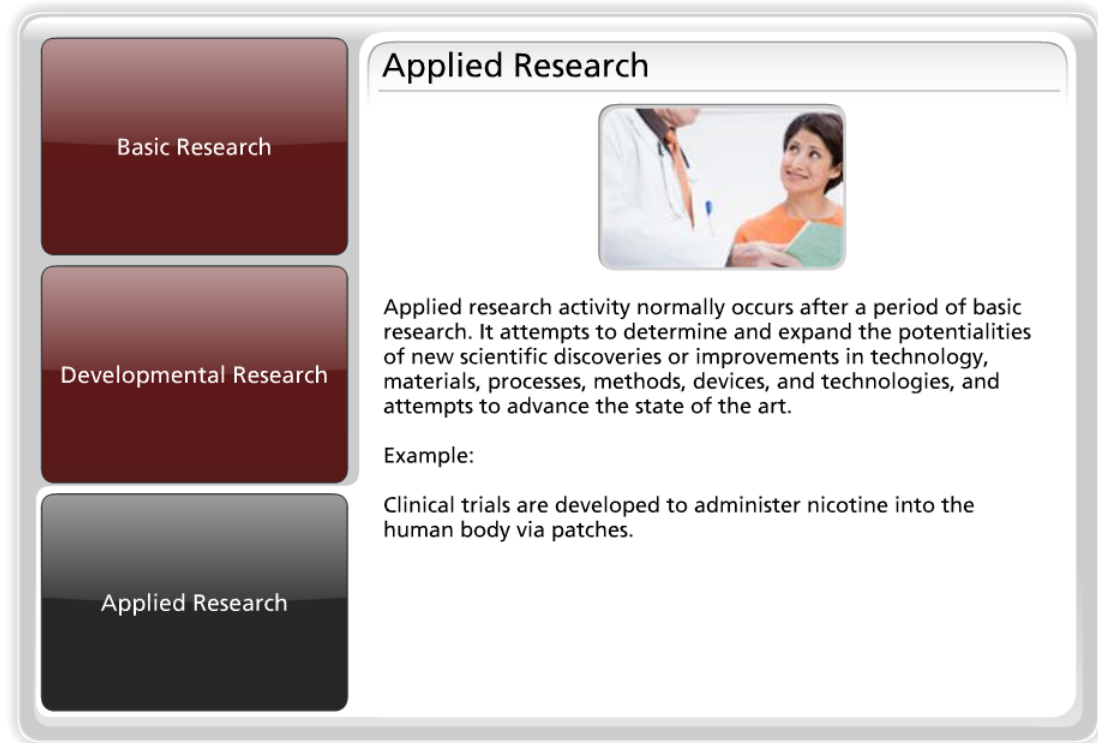 Basic Research
Developmental Research
Applied Research
Applied Research
Applied research activity normally occurs after a period of basic
research. It attempts to determine and expand the potentialities
of new scientific discoveries or improvements in technology,
materials, processes, methods, devices, and technologies, and
attempts to advance the state of the art.
Example:
Clinical trials are developed to administer nicotine into the
human body via patches.